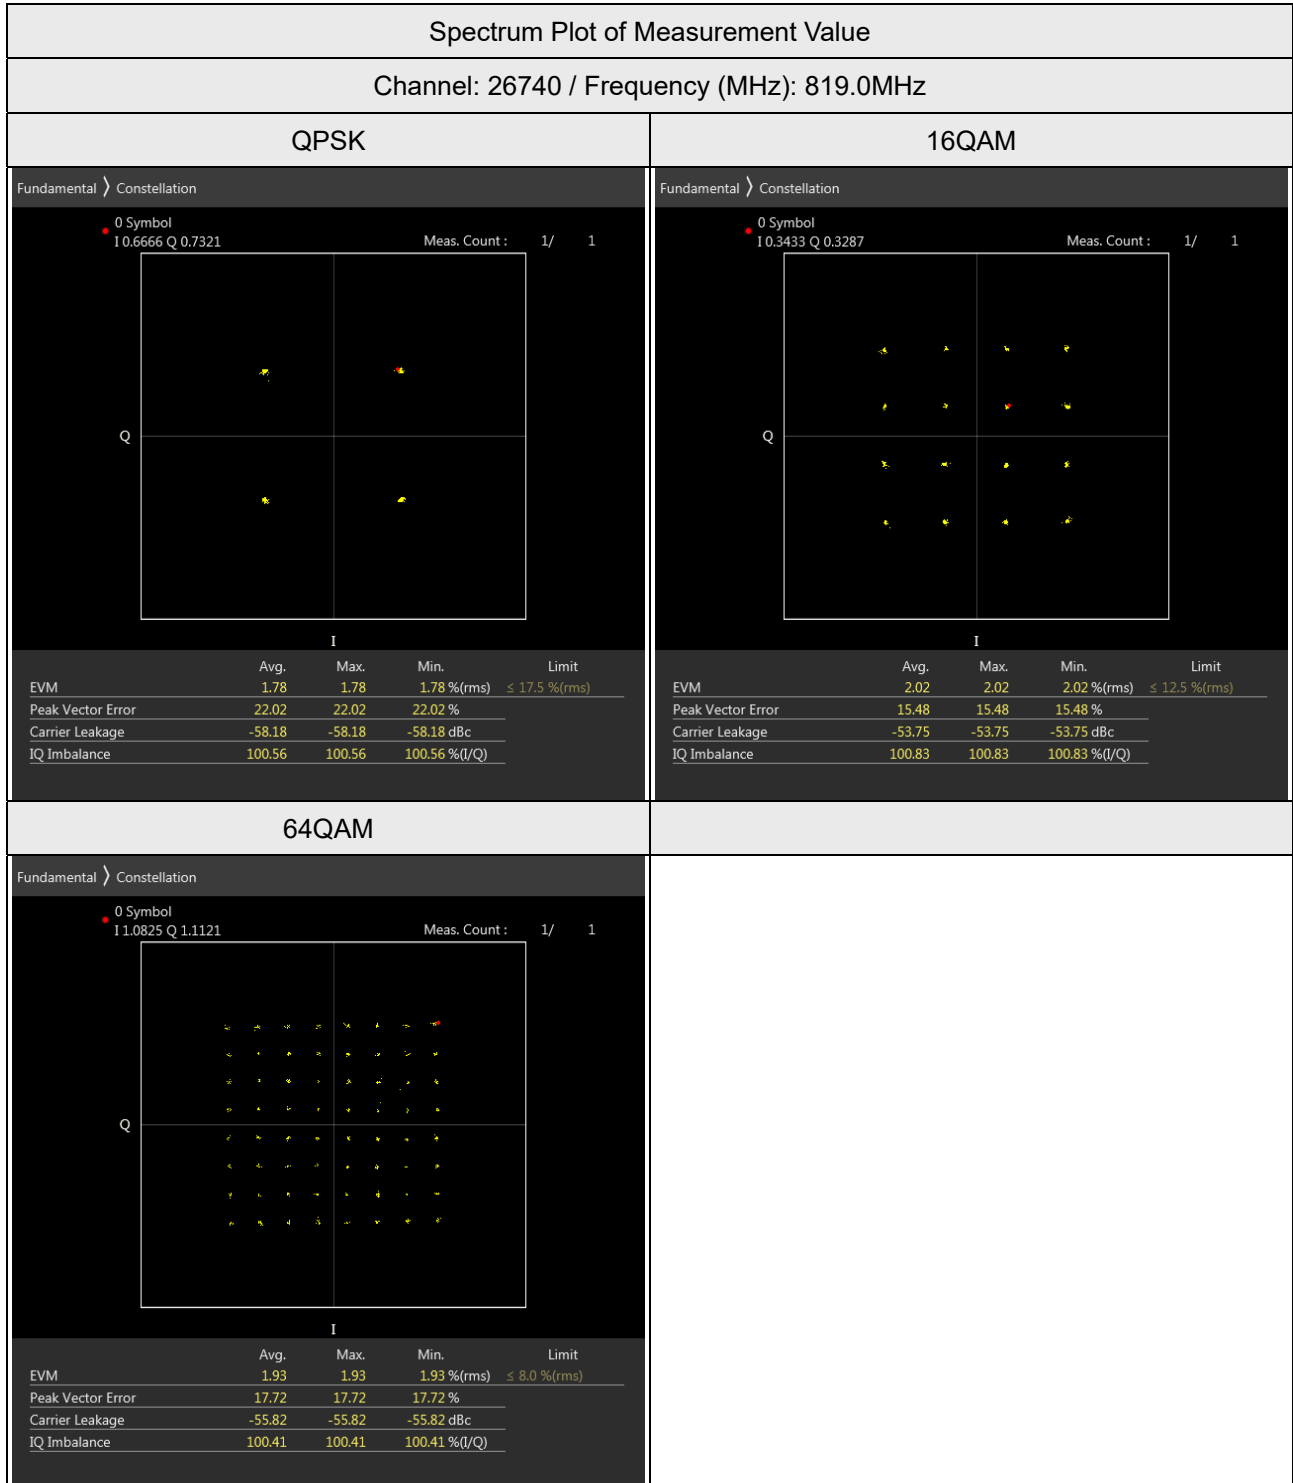 Spectrum Plot of Measurement Value
Channel: 26740 / Frequency (MHz): 819.0MHz
QPSK
Fundamental 〉 Constellation
0 Symbol
I 0.6666 Q 0.7321
Meas. Count : 1/ 1
Q
I
Avg. Max. Min. Limit
EVM 1.78 1.78 1.78 %(rms) ≤ 17.5 %(rms)
Peak Vector Error 22.02 22.02 22.02 %
Carrier Leakage -58.18 -58.18 -58.18 dBc
IQ Imbalance 100.56 100.56 100.56 %(I/Q)
16QAM
Fundamental 〉 Constellation
0 Symbol
I 0.3433 Q 0.3287
Meas. Count : 1/ 1
Q
I
Avg. Max. Min. Limit
EVM 2.02 2.02 2.02 %(rms) ≤ 12.5 %(rms)
Peak Vector Error 15.48 15.48 15.48 %
Carrier Leakage -53.75 -53.75 -53.75 dBc
IQ Imbalance 100.83 100.83 100.83 %(I/Q)
64QAM
Fundamental 〉 Constellation
0 Symbol
I 1.0825 Q 1.1121
Meas. Count : 1/ 1
Q
I
Avg. Max. Min. Limit
EVM 1.93 1.93 1.93 %(rms) ≤ 8.0 %(rms)
Peak Vector Error 17.72 17.72 17.72 %
Carrier Leakage -55.82 -55.82 -55.82 dBc
IQ Imbalance 100.41 100.41 100.41 %(I/Q)